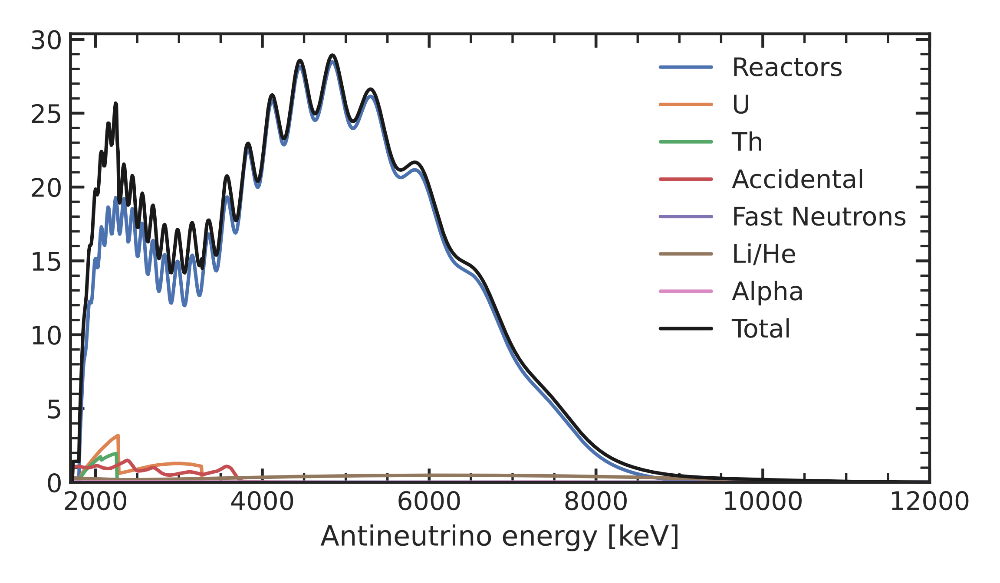 30
25
20
15
10
5
0
2000 4000 6000 8000 10000 12000
Antineutrino energy [keV]
Reactors
U
Th
Accidental
Fast Neutrons
Li/He
Alpha
Total